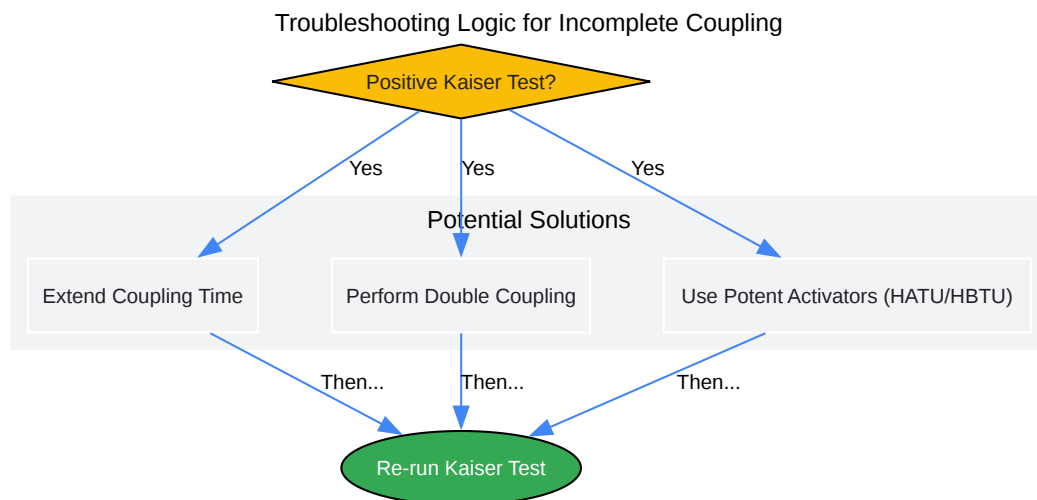 Troubleshooting Logic for Incomplete Coupling
Positive Kaiser Test?
Yes
Yes
Yes
Potential Solutions
Extend Coupling Time
Perform Double Coupling
Use Potent Activators (HATU/HBTU)
Then...
Then...
Then...
Re-run Kaiser Test